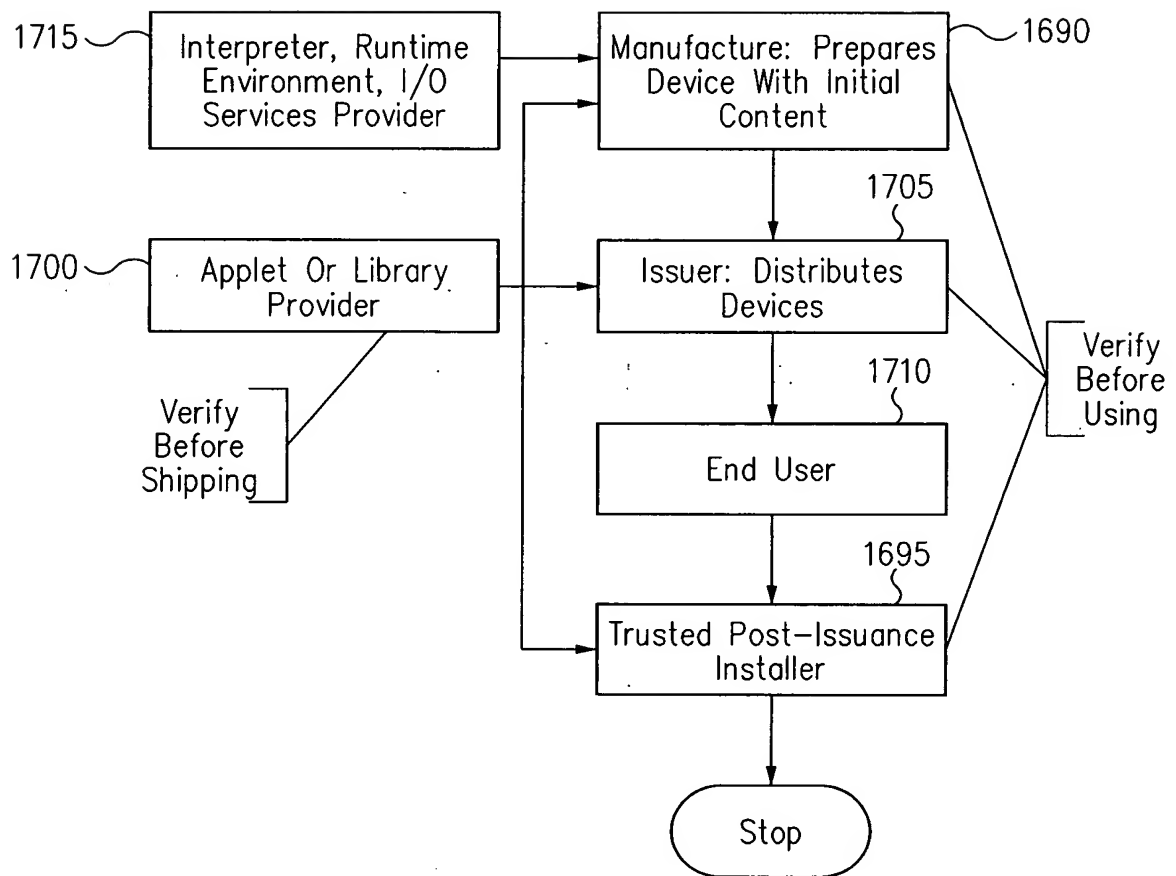 1715
Interpreter, Runtime
Environment, I/O
Services Provider
Manufacture: Prepares
Device With Initial
Content
1690
1700
Applet Or Library
Provider
1705
Issuer: Distributes
Devices
Verify
Before
Using
Verify
Before
Shipping
1710
End User
1695
Trusted Post-Issuance
Installer
Stop